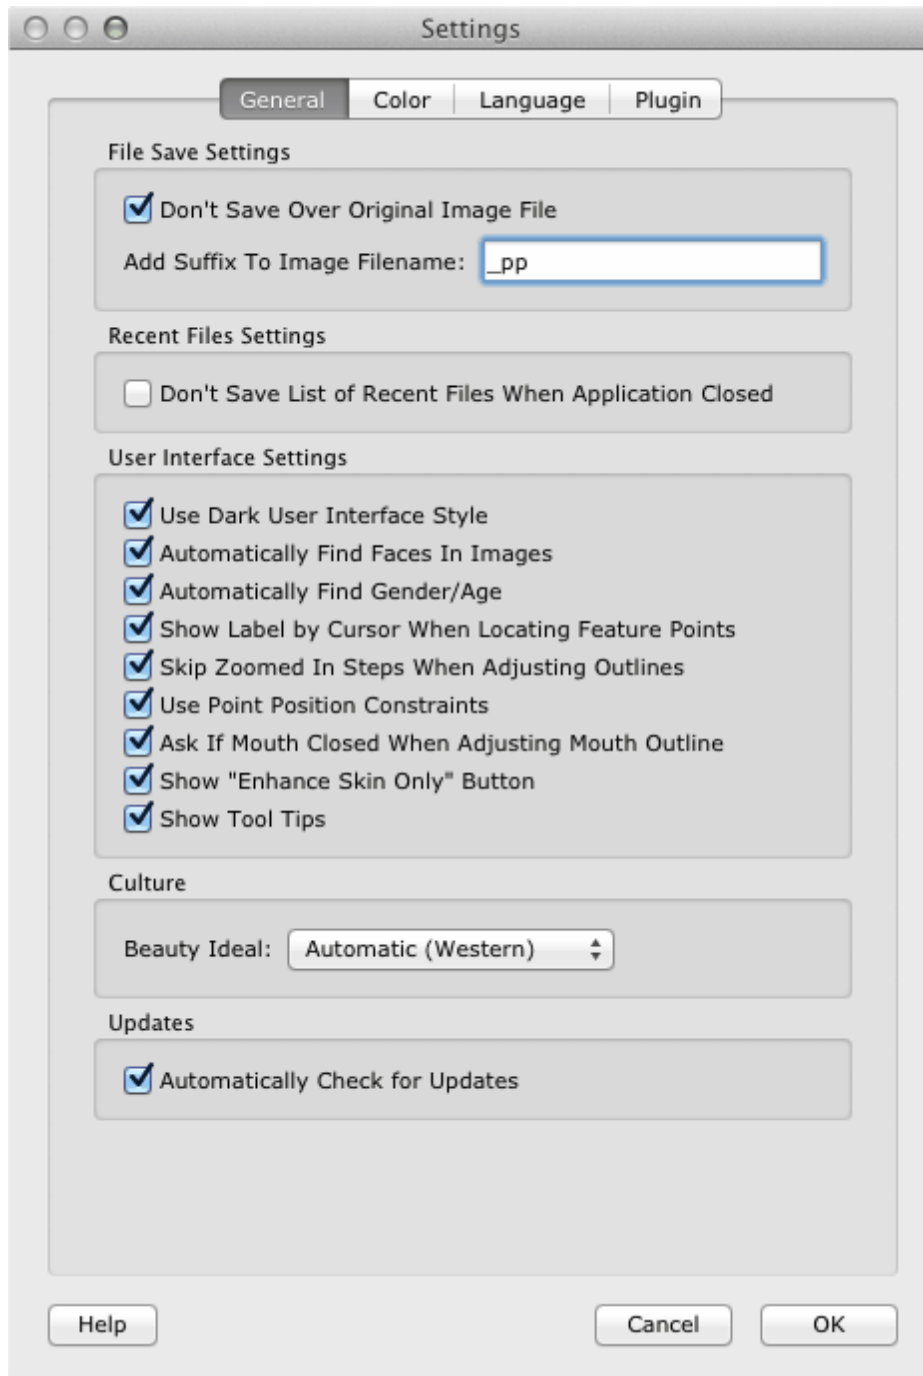 Settings
General Color Language Plugin
File Save Settings
Don't Save Over Original Image File
Add Suffix To Image Filename: _pp
Recent Files Settings
Don't Save List of Recent Files When Application Closed
User Interface Settings
Use Dark User Interface Style
Automatically Find Faces In Images
Automatically Find Gender/Age
Show Label by Cursor When Locating Feature Points
Skip Zoomed In Steps When Adjusting Outlines
Use Point Position Constraints
Ask If Mouth Closed When Adjusting Mouth Outline
Show "Enhance Skin Only" Button
Show Tool Tips
Culture
Beauty Ideal: Automatic (Western)
Updates
Automatically Check for Updates
Help Cancel OK